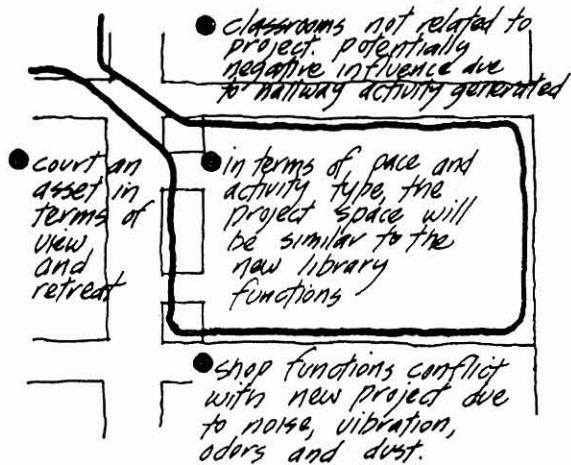 classrooms not related to
project. potentially
negative influence due
to hallway activity generated
court an
asset in
terms of
view
and
retreat
in terms of pace and
activity type, the
project space will
be similar to the
new library
functions
shop functions conflict
with new project due
to noise, vibration,
odors and dust.